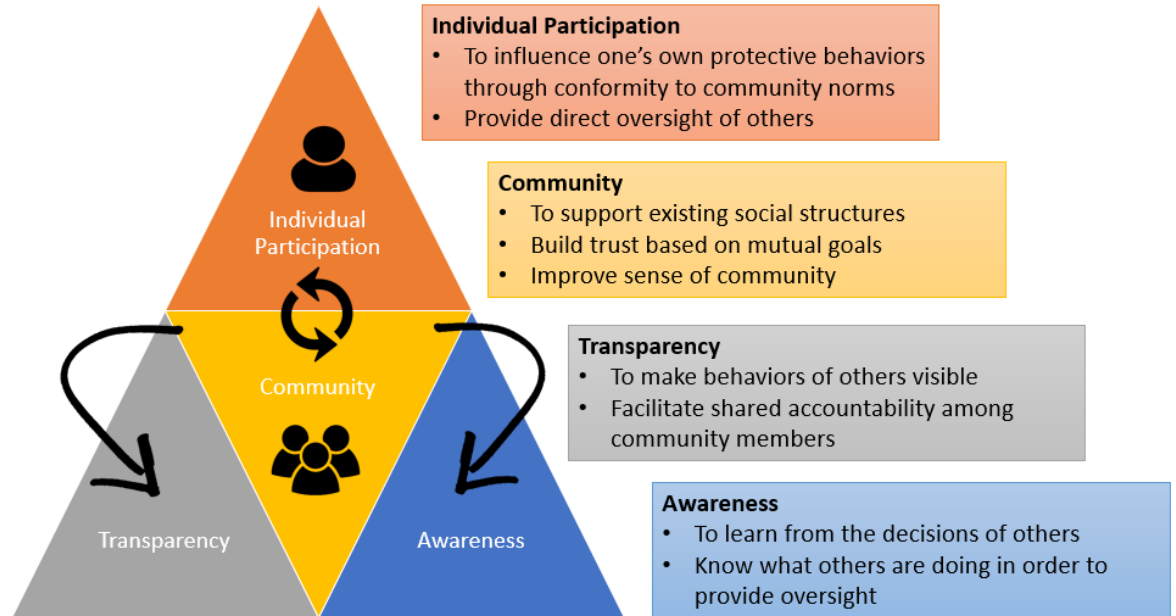 Individual
Participation
Community
Transparency
Awareness
Individual Participation
• To influence one’s own protective behaviors
through conformity to community norms
• Provide direct oversight of others
Community
• To support existing social structures
• Build trust based on mutual goals
• Improve sense of community
Transparency
• To make behaviors of others visible
• Facilitate shared accountability among
community members
Awareness
• To learn from the decisions of others
• Know what others are doing in order to
provide oversight